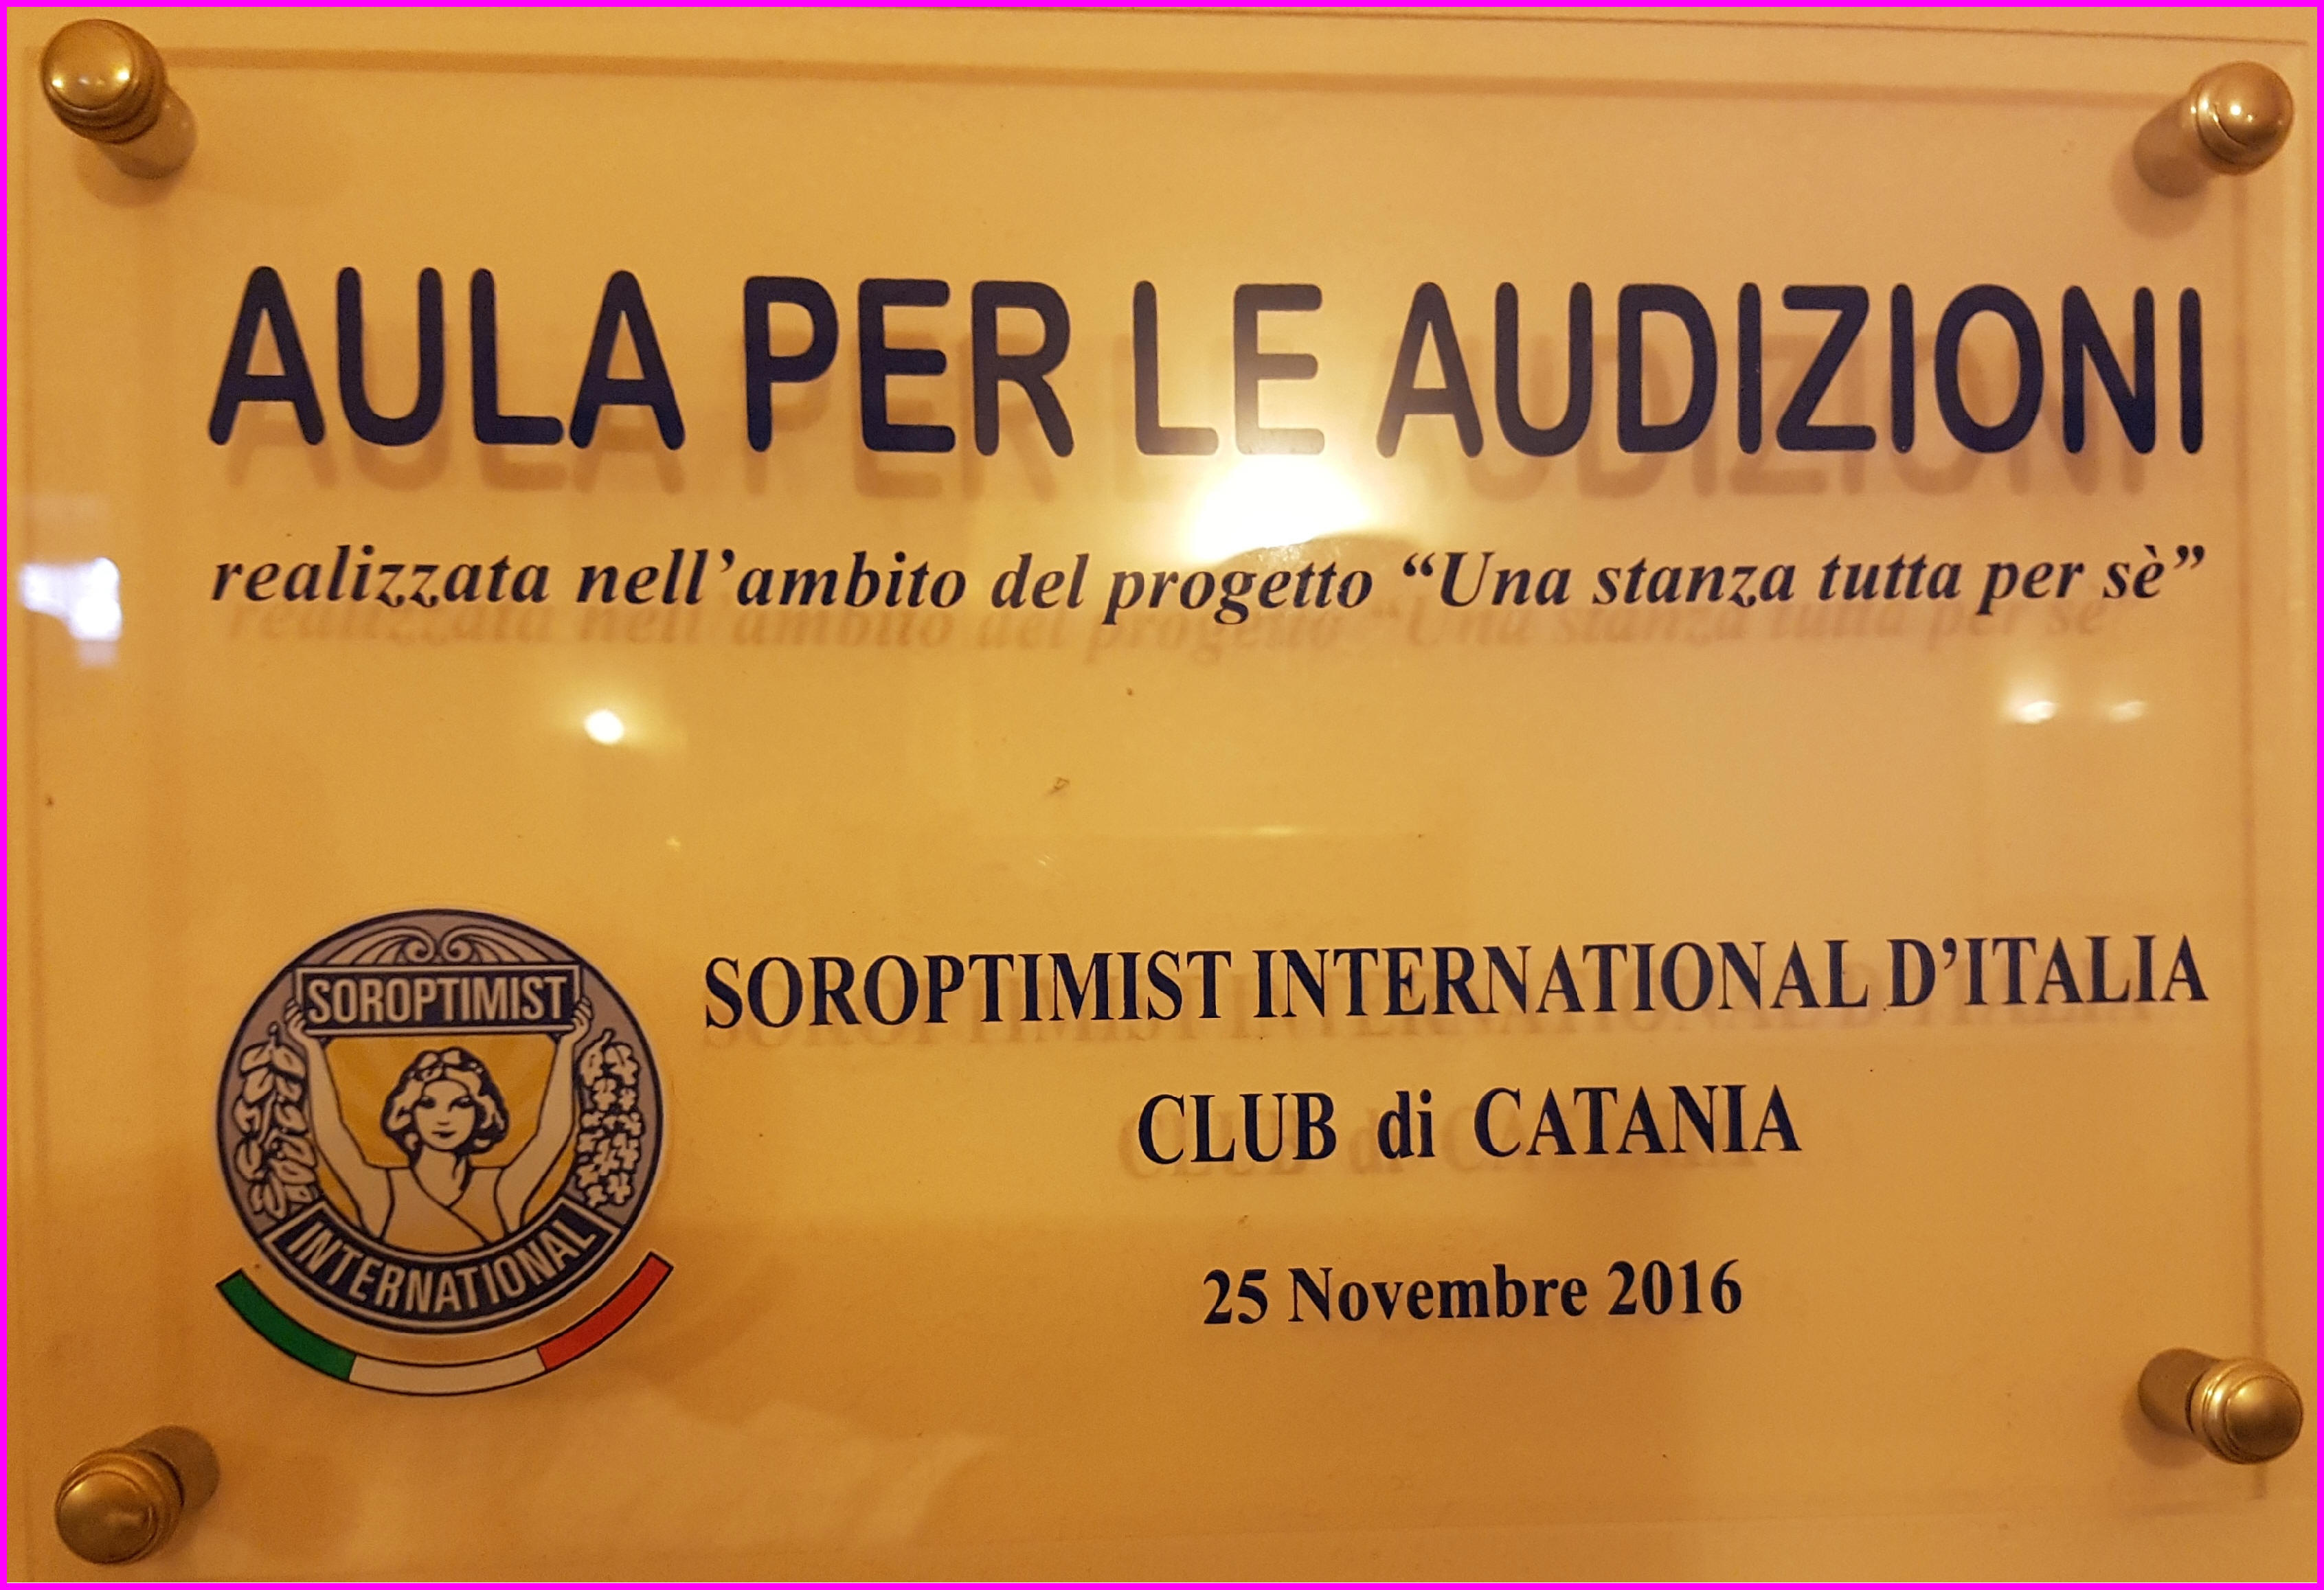 AULA PER LE AUDIZIONI
realizzata nell’ambito del progetto “Una stanza tutta per sè”
SOROPTIMIST
INTERNATIONAL
SOROPTIMIST INTERNATIONAL D’ITALIA
CLUB di CATANIA
25 Novembre 2016